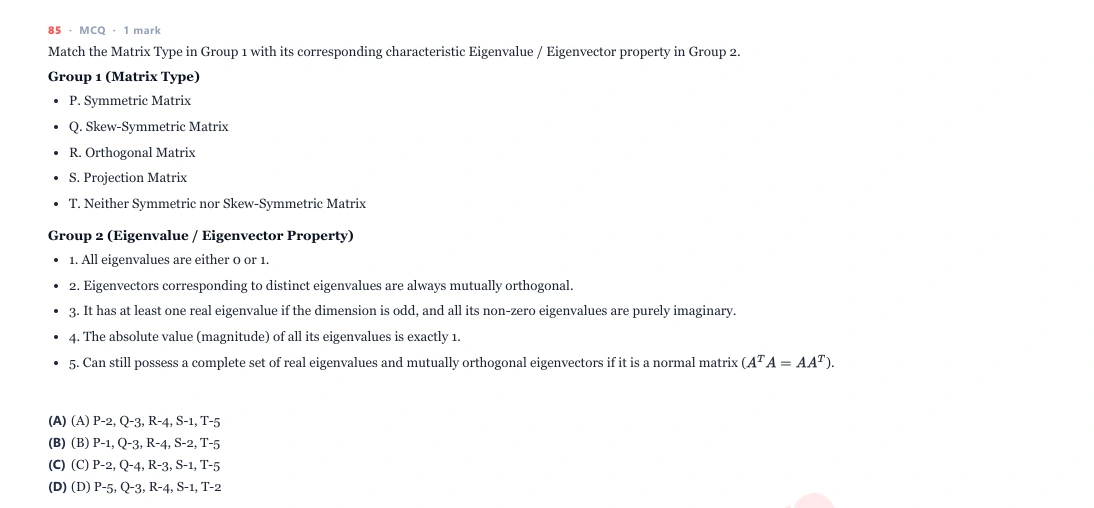 85 · MCQ · 1 mark
Match the Matrix Type in Group 1 with its corresponding characteristic Eigenvalue / Eigenvector property in Group 2.
Group 1 (Matrix Type)
• P. Symmetric Matrix
• Q. Skew-Symmetric Matrix
• R. Orthogonal Matrix
• S. Projection Matrix
• T. Neither Symmetric nor Skew-Symmetric Matrix
Group 2 (Eigenvalue / Eigenvector Property)
• 1. All eigenvalues are either 0 or 1.
• 2. Eigenvectors corresponding to distinct eigenvalues are always mutually orthogonal.
• 3. It has at least one real eigenvalue if the dimension is odd, and all its non-zero eigenvalues are purely imaginary.
• 4. The absolute value (magnitude) of all its eigenvalues is exactly 1.
• 5. Can still possess a complete set of real eigenvalues and mutually orthogonal eigenvectors if it is a normal matrix (AᵀA = AAᵀ).
(A) (A) P-2, Q-3, R-4, S-1, T-5
(B) (B) P-1, Q-3, R-4, S-2, T-5
(C) (C) P-2, Q-4, R-3, S-1, T-5
(D) (D) P-5, Q-3, R-4, S-1, T-2